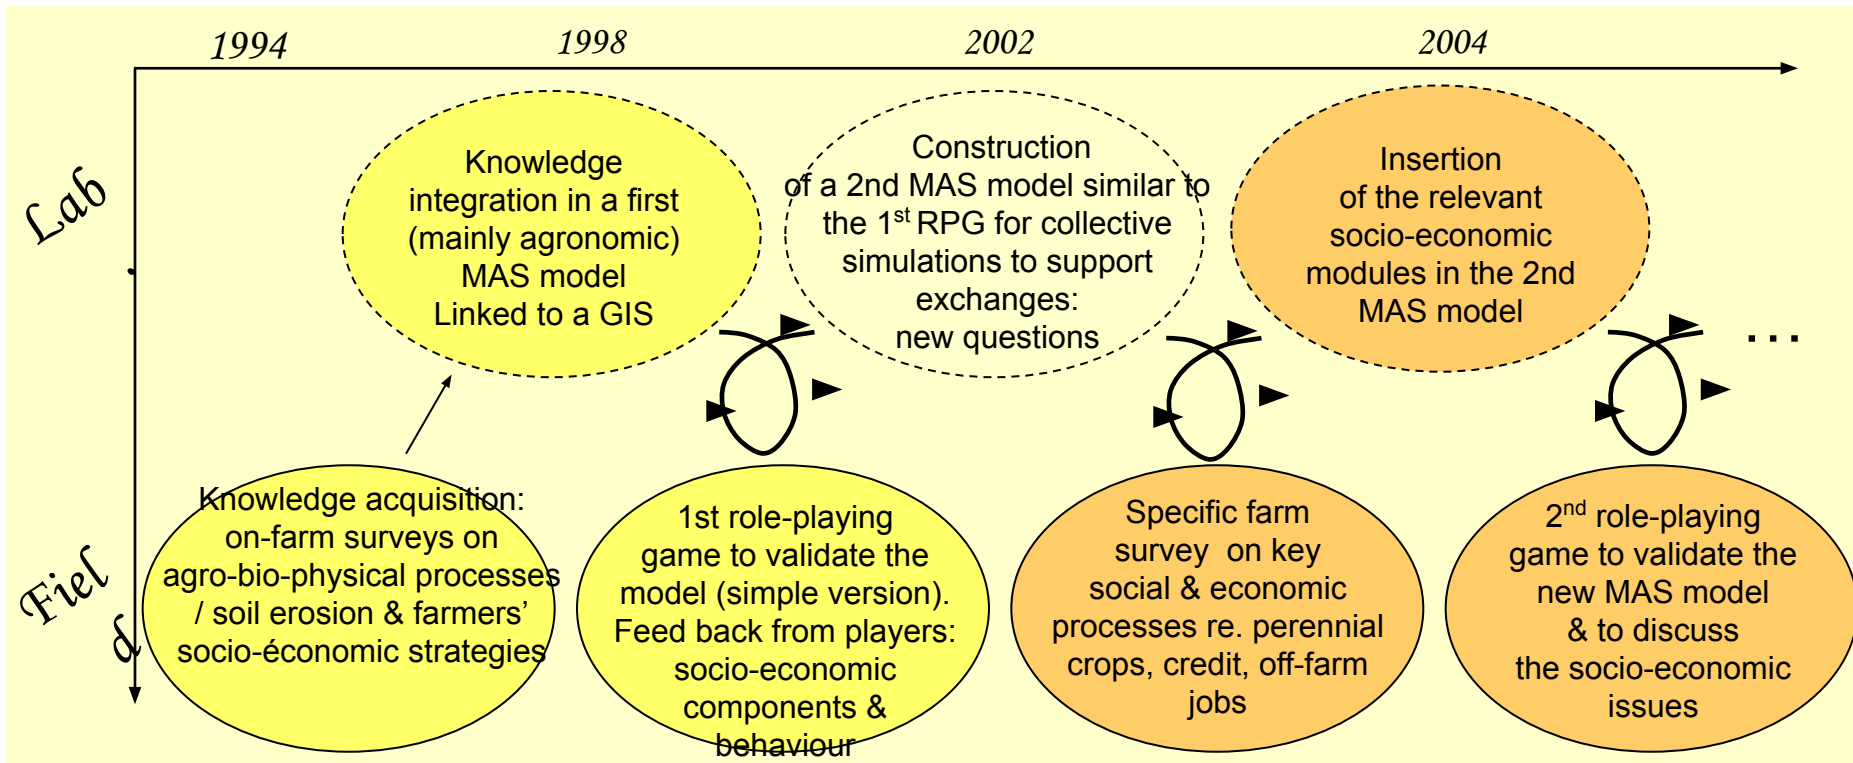 1994
1998
2002
2004
Lab
.
Knowledge
integration in a first
(mainly agronomic)
MAS model
Linked to a GIS
Construction
of a 2nd MAS model similar to
the 1st RPG for collective
simulations to support
exchanges:
new questions
Insertion
of the relevant
socio-economic
modules in the 2nd
MAS model
...
Fiel
d
Knowledge acquisition:
on-farm surveys on
agro-bio-physical processes
/ soil erosion & farmers’
socio-économic strategies
1st role-playing
game to validate the
model (simple version).
Feed back from players:
socio-economic
components &
behaviour
Specific farm
survey on key
social & economic
processes re. perennial
crops, credit, off-farm
jobs
2nd role-playing
game to validate the
new MAS model
& to discuss
the socio-economic
issues